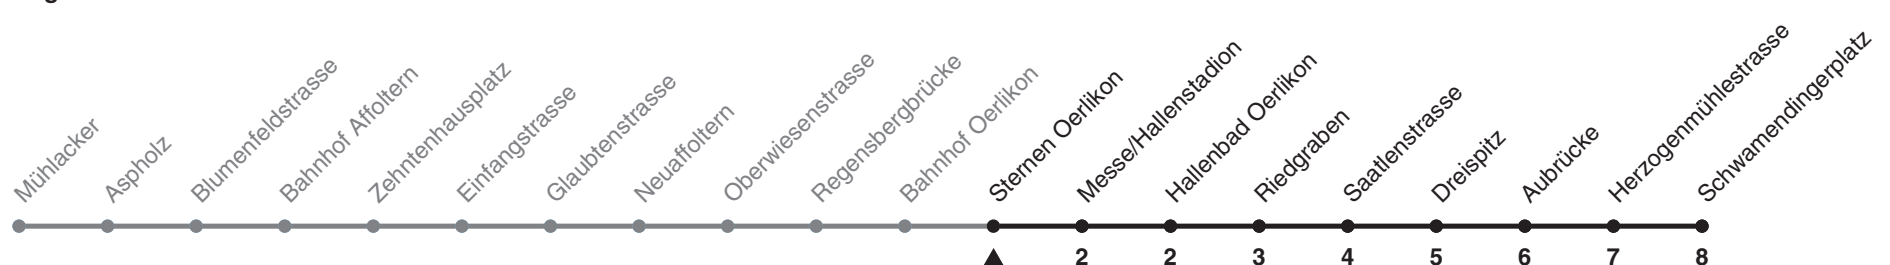 Mühlacker
Aspholz
Blumenfeldstrasse
Bahnhof Affoltern
Zehntenhausplatz
Einfangstrasse
Glaubtenstrasse
Neuaffoltern
Oberwiesenstrasse
Regensbergbrücke
Bahnhof Oerlikon
Sternen Oerlikon
Messe/Hallenstadion
Hallenbad Oerlikon
Riedgraben
Saatlenstrasse
Dreispitz
Aubrücke
Herzogenmühlestrasse
Schwamendingerplatz
2 2 3 4 5 6 7 8